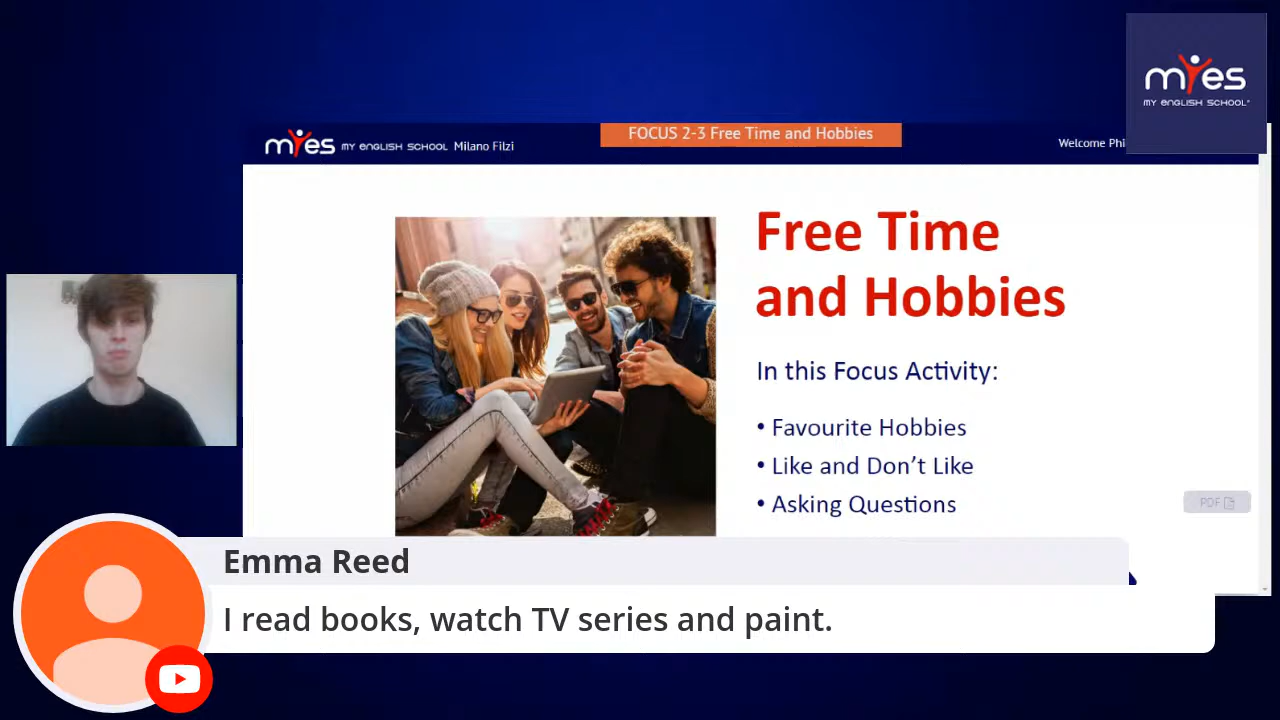 myes
MY ENGLISH SCHOOL
myes MY ENGLISH SCHOOL Milano Filzi
FOCUS 2-3 Free Time and Hobbies
Welcome
Free Time
and Hobbies
In this Focus Activity:
• Favourite Hobbies
• Like and Don't Like
• Asking Questions
PDF
Emma Reed
I read books, watch TV series and paint.